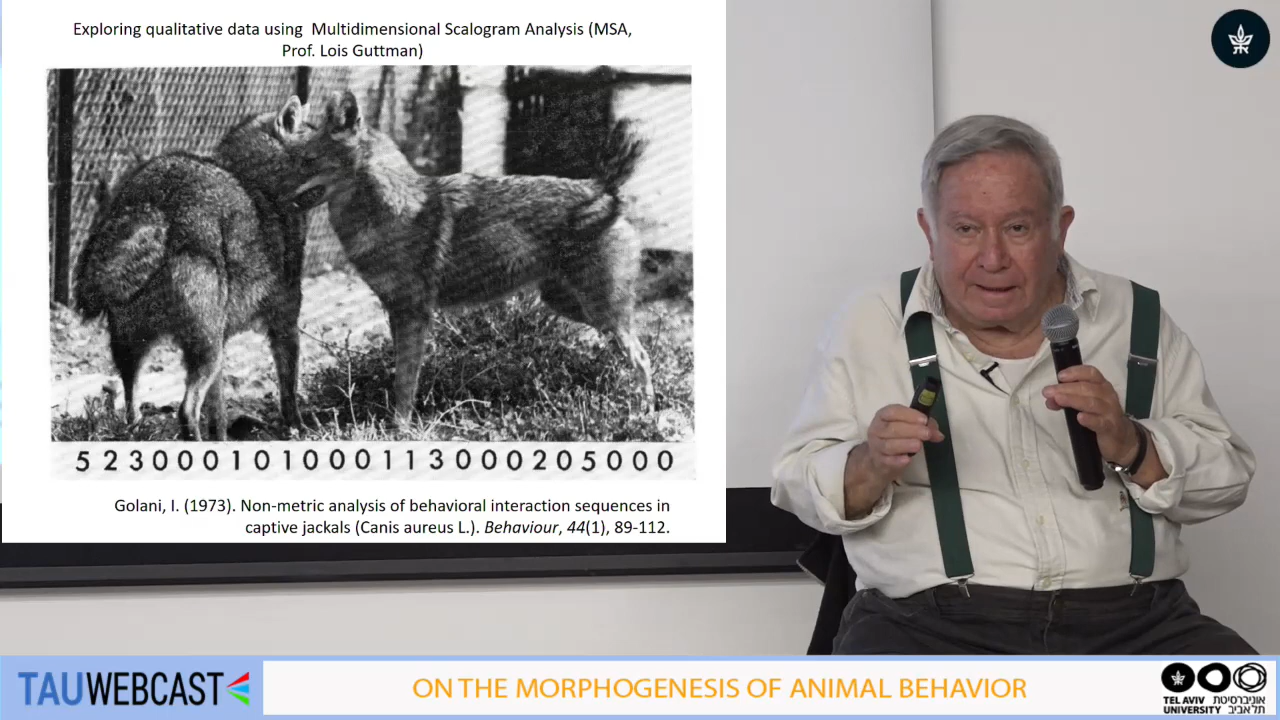 Exploring qualitative data using  Multidimensional Scalogram Analysis (MSA,
Prof. Lois Guttman)
5 2 3 0 0 0 1 0 1 0 0 0 1 1 3 0 0 0 2 0 5 0 0 0
Golani, I. (1973). Non-metric analysis of behavioral interaction sequences in
captive jackals (Canis aureus L.). Behaviour, 44(1), 89-112.
TAUWEBCAST
ON THE MORPHOGENESIS OF ANIMAL BEHAVIOR
TEL AVIV אוניברסיטת
UNIVERSITY תל אביב